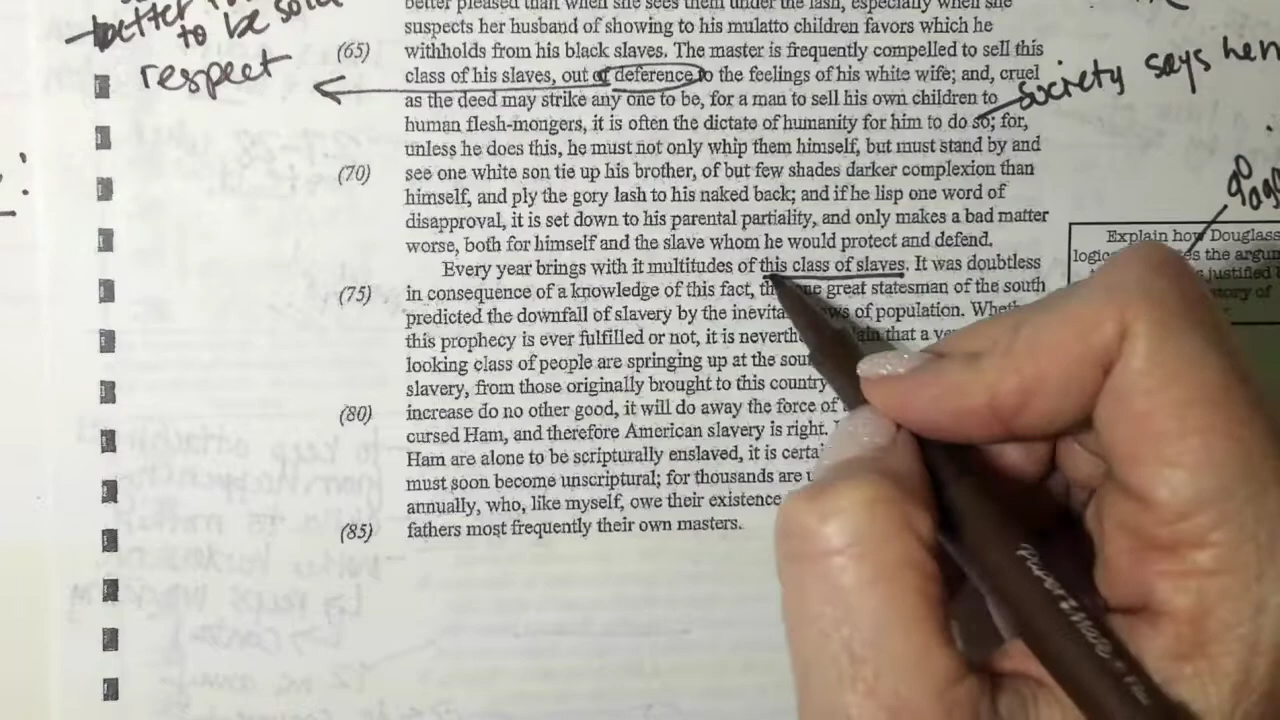 better
to be sold
respect
better pleased than when she sees them under the lash, especially when she
suspects her husband of showing to his mulatto children favors which he
(65) withholds from his black slaves. The master is frequently compelled to sell this
class of his slaves, out of deference to the feelings of his white wife; and, cruel
as the deed may strike any one to be, for a man to sell his own children to
human flesh-mongers, it is often the dictate of humanity for him to do so; for,
unless he does this, he must not only whip them himself, but must stand by and
(70) see one white son tie up his brother, of but few shades darker complexion than
himself, and ply the gory lash to his naked back; and if he lisp one word of
disapproval, it is set down to his parental partiality, and only makes a bad matter
worse, both for himself and the slave whom he would protect and defend.
Every year brings with it multitudes of this class of slaves. It was doubtless
(75) in consequence of a knowledge of this fact, great statesman of the south
predicted the downfall of slavery by the of population.
this prophecy is ever fulfilled or not, it is that a
looking class of people are springing up at the
slavery, from those originally brought to this country
(80) increase do no other good, it will do away the force of
cursed Ham, and therefore American slavery is right.
Ham are alone to be scripturally enslaved, it is
must soon become unscriptural; for thousands are
annually, who, like myself, owe their existence
(85) fathers most frequently their own masters.
society says
go
Explain how Douglass
the
justified
of
PaperMate